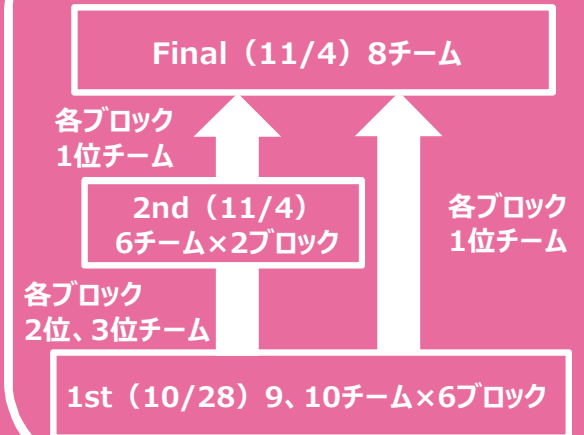 Final（11/4）8チーム
各ブロック
1位チーム
2nd（11/4）
6チーム×2ブロック
各ブロック
1位チーム
各ブロック
2位、3位チーム
1st（10/28）9、10チーム×6ブロック